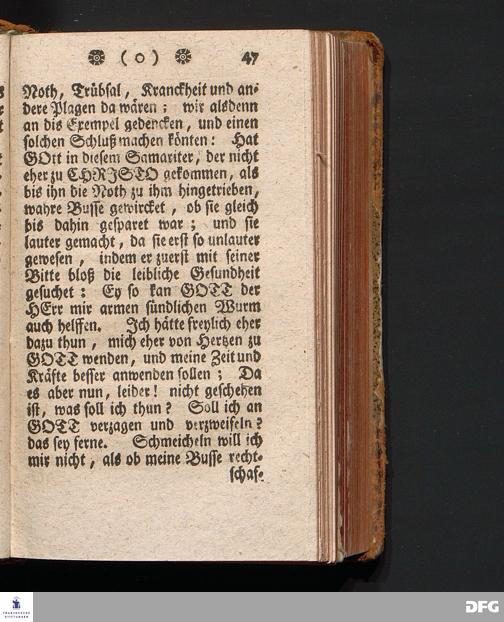 ( o ) 47
Noth, Trübsal, Kranckheit und an-
dere Plagen da wären; wir alsdenn
an dis Exempel gedencken, und einen
solchen Schluß machen könten: Hat
GOtt in diesem Samariter, der nicht
eher zu CHRISTO gekommen, als
bis ihn die Noth zu ihm hingetrieben,
wahre Busse gewircket, ob sie gleich
bis dahin gesparet war; und sie
lauter gemacht, da sie erst so unlauter
gewesen, indem er zuerst mit seiner
Bitte bloß die leibliche Gesundheit
gesuchet: Ey so kan GOTT der
HErr mir armen sündlichen Wurm
auch helffen. Ich hätte freylich eher
dazu thun, mich eher von Hertzen zu
GOTT wenden, und meine Zeit und
Kräfte besser anwenden sollen; Da
es aber nun, leider! nicht geschehen
ist, was soll ich thun? Soll ich an
GOTT verzagen und verzweifeln?
das sey ferne. Schmeicheln will ich
mir nicht, als ob meine Busse recht-
schaf-
FRANCKESCHE
STIFTUNGEN
DFG